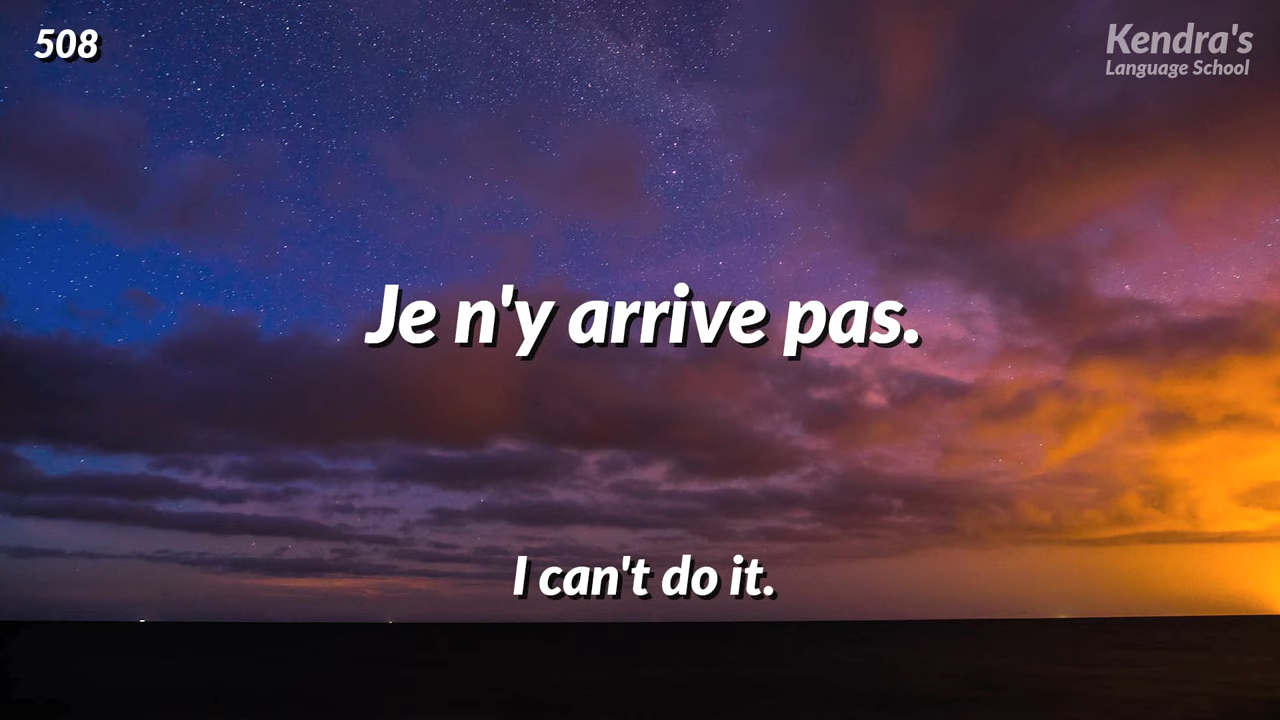 508
Kendra's
Language School
Je n'y arrive pas.
I can't do it.